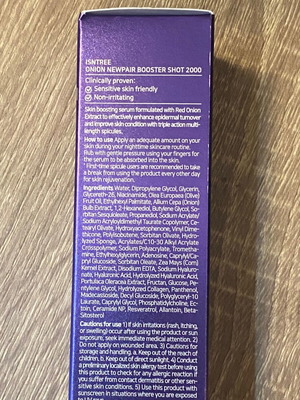 ISNTREE
ONION NEWPAIR BOOSTER SHOT 2000
Clinically proven:
Sensitive skin friendly
Non-irritating
Skin boosting serum formulated with Red Onion
Extract to effectively enhance epidermal turnover
and improve skin condition with triple action multi-
length spicules.
How to use Apply an adequate amount on your
skin during your nighttime skincare routine.
Rub with gentle pressure using your fingers for
the serum to be absorbed into the skin.
* First-time spicule users are recommended to take
a break from using the product every other day
for skin rejuvenation.
Ingredients Water, Dipropylene Glycol, Glycerin,
Glycereth-26, Niacinamide, Olea Europaea (Olive)
Fruit Oil, Ethylhexyl Palmitate, Allium Cepa (Onion)
Bulb Extract, 1,2-Hexanediol, Butylene Glycol, Sor-
bitan Sesquioleate, Propanediol, Sodium Acrylate/
Sodium Acryloyldimethyl Taurate Copolymer, Ce-
tearyl Olivate, Hydroxyacetophenone, Vinyl Dime-
thicone, Polyisobutene, Sorbitan Olivate, Hydro-
lyzed Sponge, Acrylates/C10-30 Alkyl Acrylate
Crosspolymer, Sodium Polyacrylate, Trometha-
mine, Ethylhexylglycerin, Adenosine, Caprylyl/Ca-
pryl Glucoside, Sorbitan Oleate, Zea Mays (Corn)
Kernel Extract, Disodium EDTA, Sodium Hyalu-
ronate, Hyaluronic Acid, Hydrolyzed Hyaluronic Acid,
Portulaca Oleracea Extract, Fructan, Glucose, Pe-
ntylene Glycol, Hydrolyzed Collagen, Panthenol,
Madecassoside, Decyl Glucoside, Polyglyceryl-10
Laurate, Caprylyl Glycol, Phosphatidylcholine, Ec-
toin, Ceramide NP, Resveratrol, Allantoin, Beta-
Sitosterol
Cautions for use 1) If skin irritations (rash, itching,
or swelling) occur after using the product or sun
exposure, seek immediate medical attention. 2)
Do not apply on wounded area. 3) Cautions for
storage and handling. a. Keep out of the reach of
children. b. Keep out of direct sunlight. 4) Conduct
a preliminary localized skin allergy test before using
this product to check for any allergic reaction if
you suffer from contact dermatitis or other sen-
sitive skin conditions. 5) Use this product with
sunscreen in situations where you are exposed